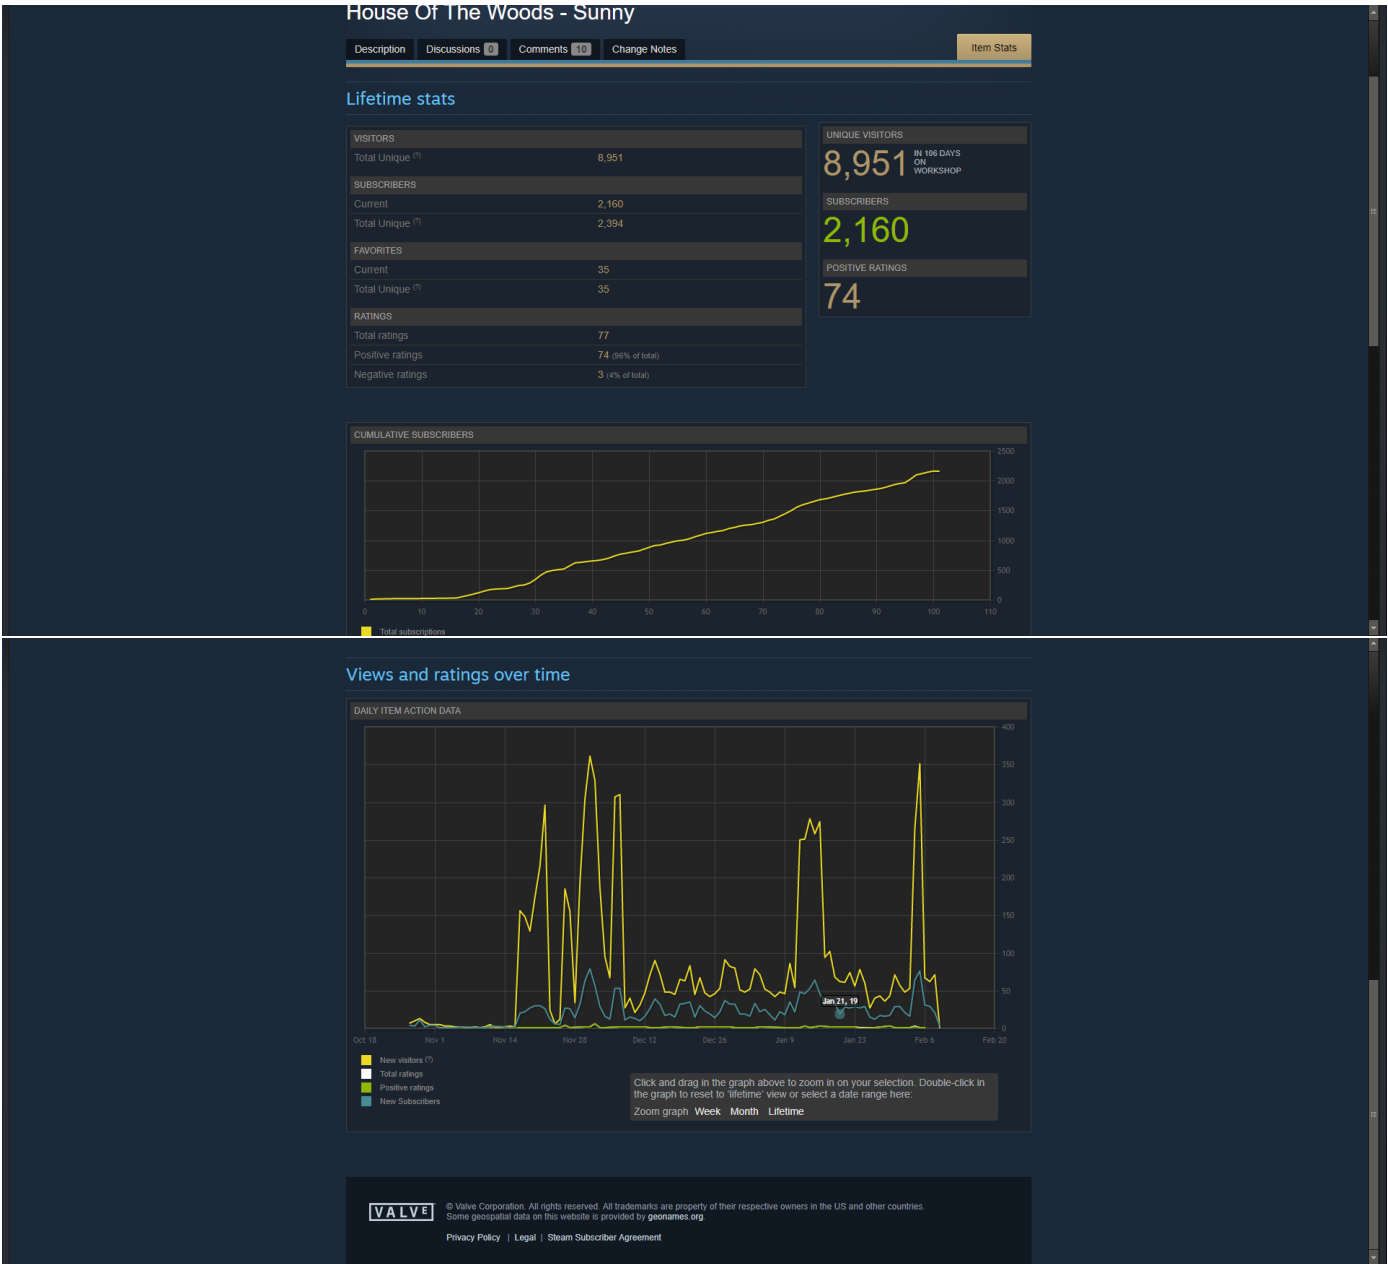 House Of The Woods - Sunny
Description Discussions 0 Comments 10 Change Notes Item Stats
Lifetime stats
VISITORS
Total Unique (?) 8,951
SUBSCRIBERS
Current 2,160
Total Unique (?) 2,394
FAVORITES
Current 35
Total Unique (?) 35
RATINGS
Total ratings 77
Positive ratings 74 (96% of total)
Negative ratings 3 (4% of total)
UNIQUE VISITORS
8,951 IN 106 DAYS
ON
WORKSHOP
SUBSCRIBERS
2,160
POSITIVE RATINGS
74
CUMULATIVE SUBSCRIBERS
2500
2000
1500
1000
500
0
0 10 20 30 40 50 60 70 80 90 100 110
Total subscriptions
Views and ratings over time
DAILY ITEM ACTION DATA
400
350
300
250
200
150
100
50
0
Jan 21, 19
Oct 18 Nov 1 Nov 14 Nov 28 Dec 12 Dec 26 Jan 9 Jan 23 Feb 6 Feb 20
New visitors (?)
Total ratings
Positive ratings
New Subscribers
Click and drag in the graph above to zoom in on your selection. Double-click in
the graph to reset to 'lifetime' view or select a date range here:
Zoom graph Week Month Lifetime
VALVE
© Valve Corporation. All rights reserved. All trademarks are property of their respective owners in the US and other countries.
Some geospatial data on this website is provided by geonames.org.
Privacy Policy | Legal | Steam Subscriber Agreement